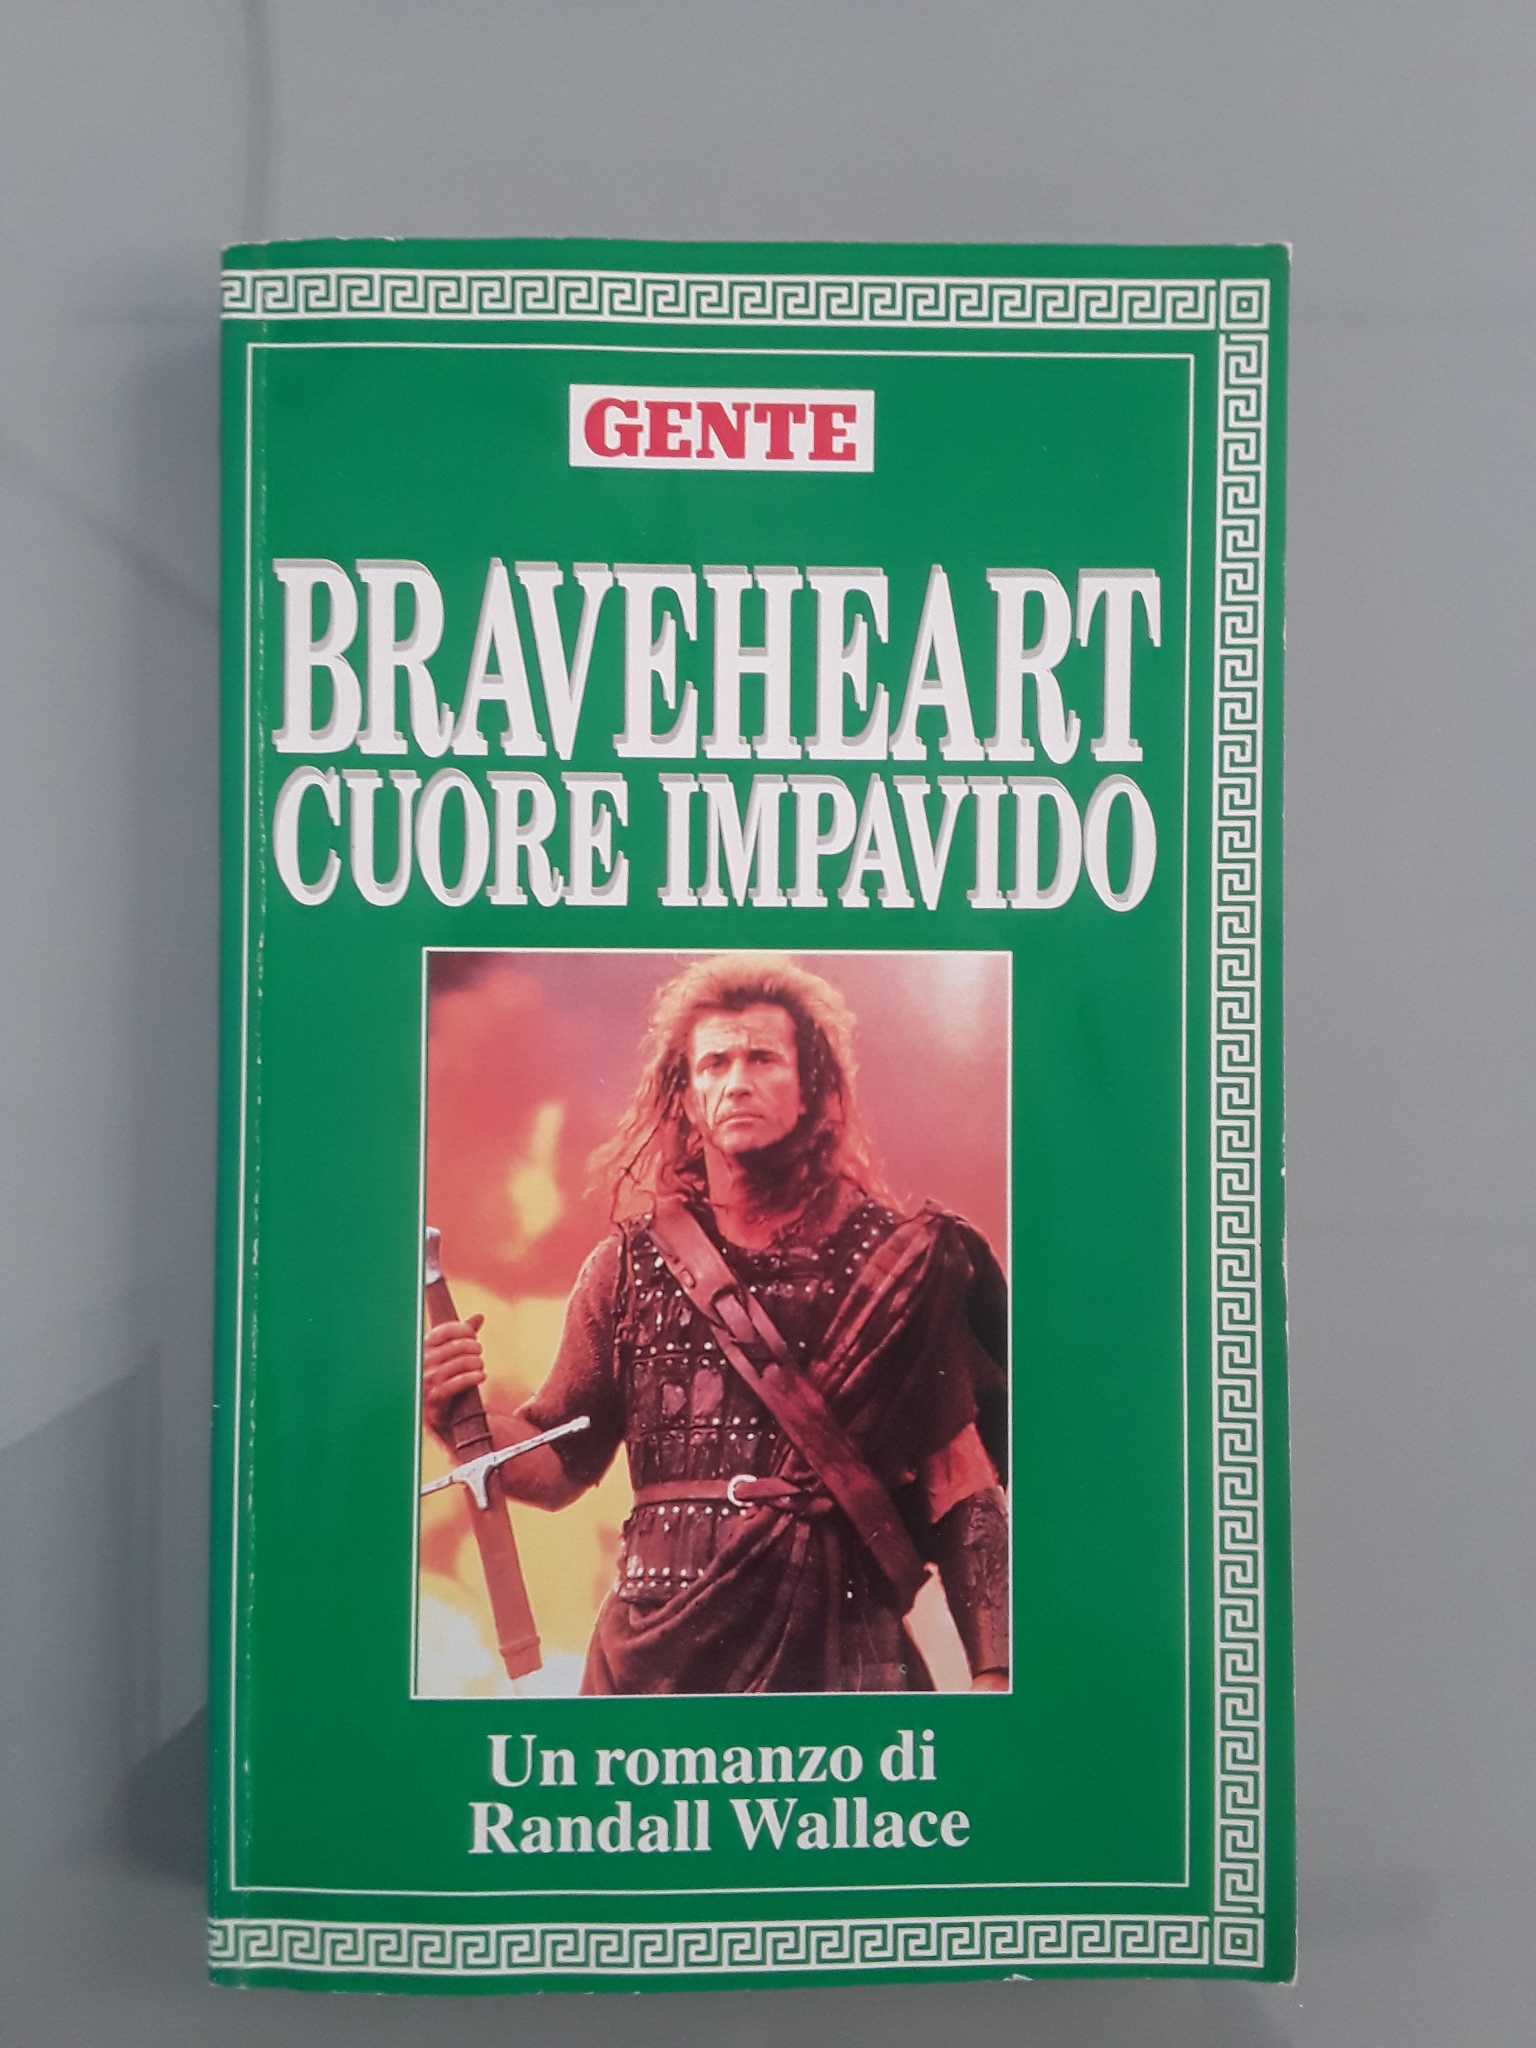 GENTE
BRAVEHEART
CUORE IMPAVIDO
Un romanzo di
Randall Wallace